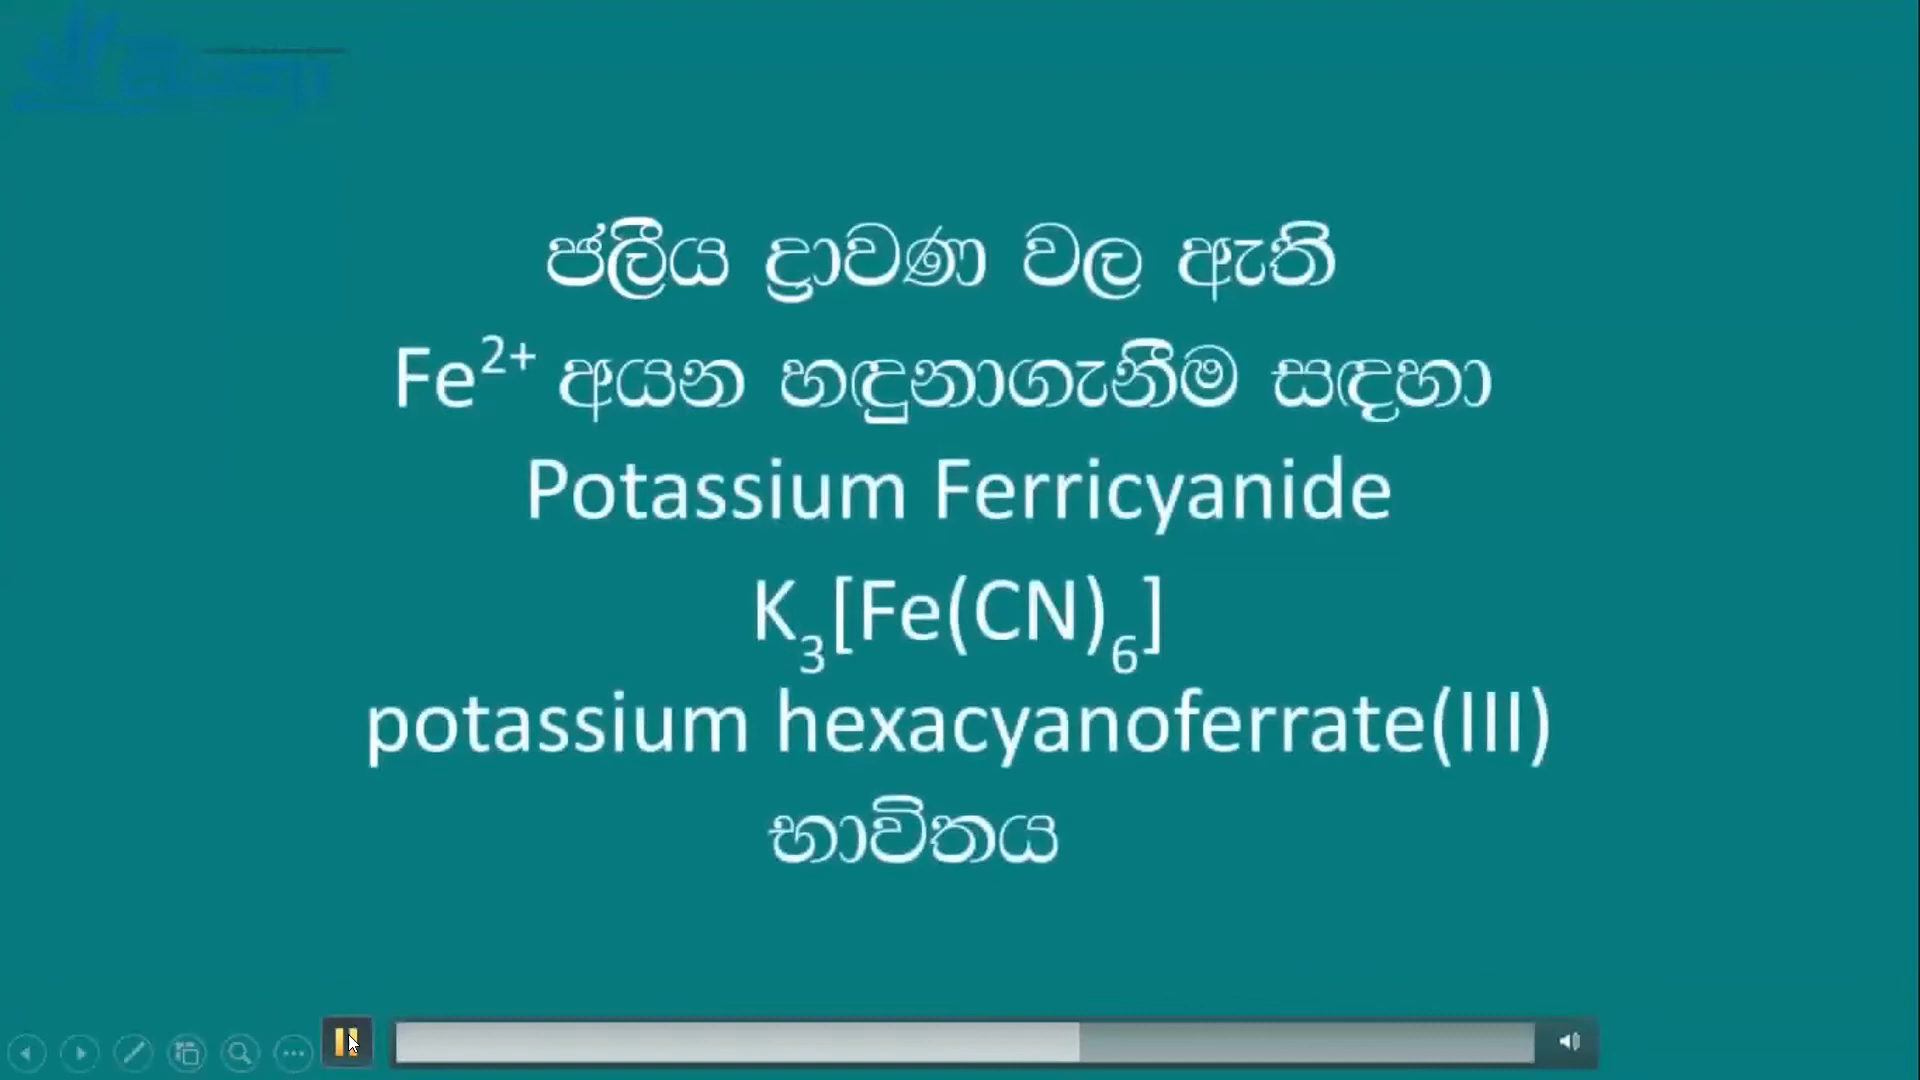 ජලීය ද්‍රාවණ වල ඇති
Fe²⁺ අයන හඳුනාගැනීම සඳහා
Potassium Ferricyanide
K₃[Fe(CN)₆]
potassium hexacyanoferrate(III)
භාවිතය